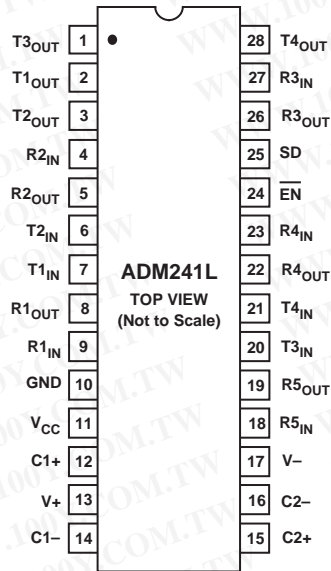 T3OUT 1
T1OUT 2
T2OUT 3
R2IN 4
R2OUT 5
T2IN 6
T1IN 7
R1OUT 8
R1IN 9
GND 10
VCC 11
C1+ 12
V+ 13
C1– 14
ADM241L
TOP VIEW
(Not to Scale)
28 T4OUT
27 R3IN
26 R3OUT
25 SD
24 EN
23 R4IN
22 R4OUT
21 T4IN
20 T3IN
19 R5OUT
18 R5IN
17 V–
16 C2–
15 C2+